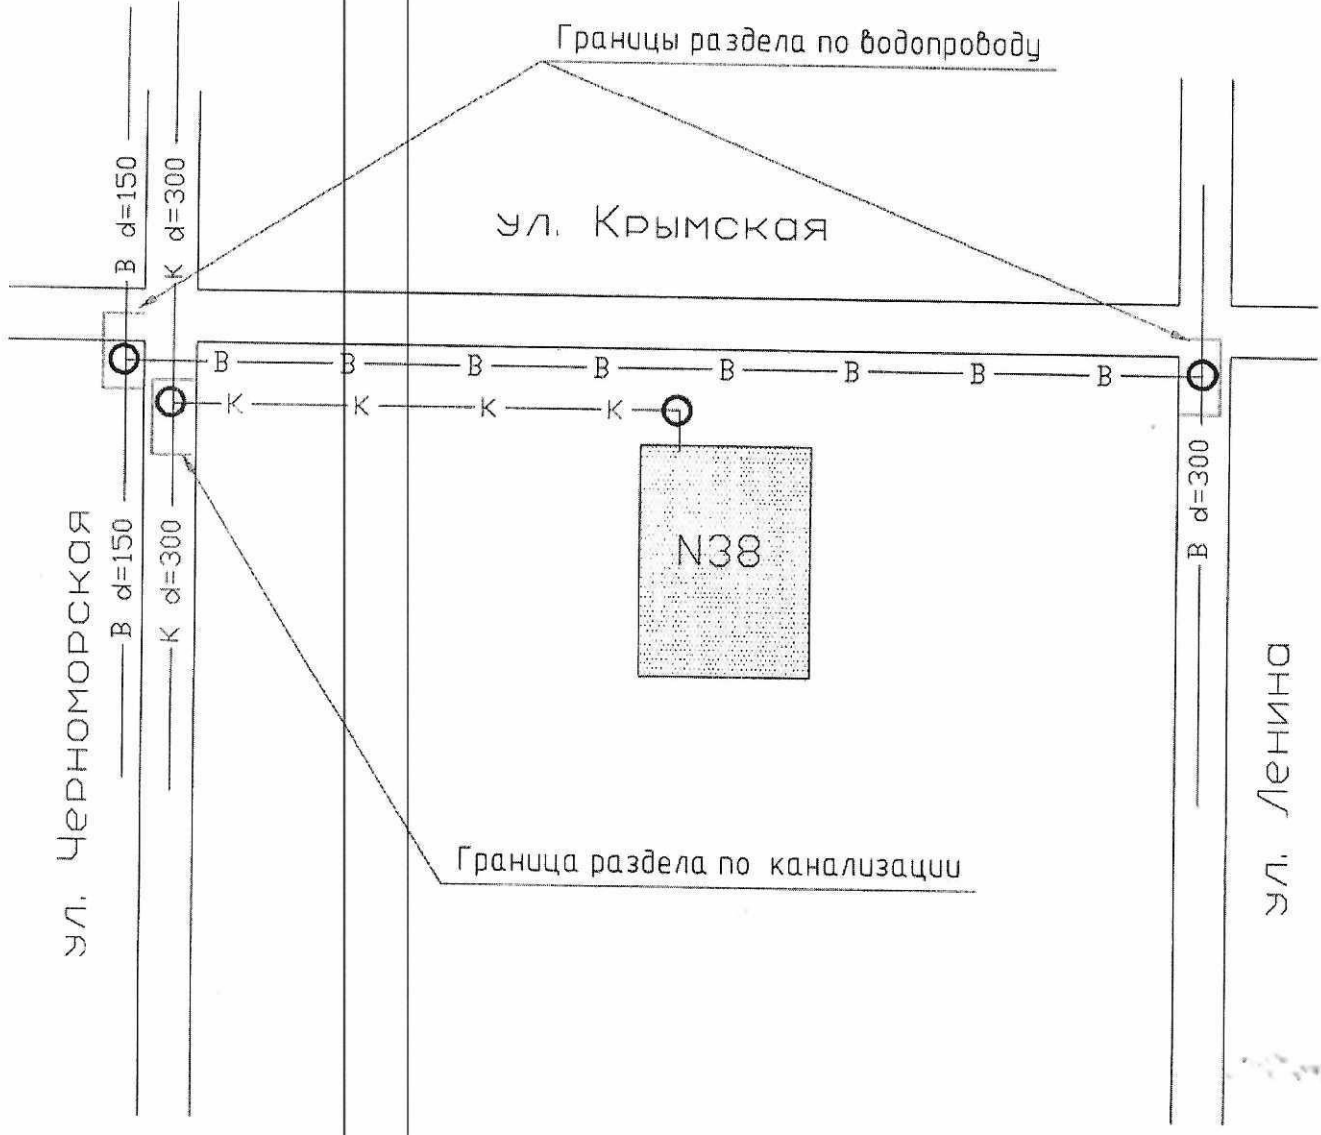 Границы раздела по водопроводу
В d=150
К d=300
ул. Крымская
В В В В В В В В
К К К К
N38
В d=150
К d=300
В d=300
ул. Черноморская
ул. Ленина
Граница раздела по канализации